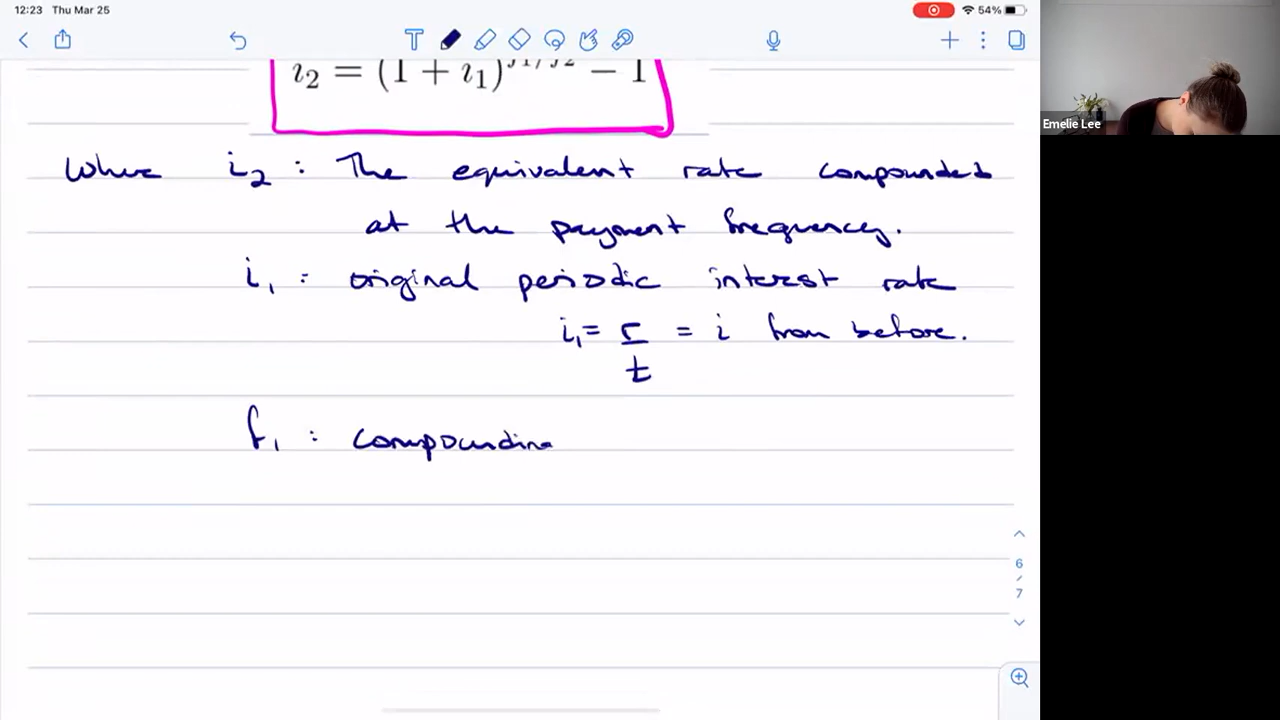 12:23 Thu Mar 25
54%
i₂ = (1 + i₁)^(f₁/f₂) − 1
Emelie Lee
Where i₂ : The equivalent rate compounded
at the payment frequency.
i₁ : original periodic interest rate
i₁ = r/t = i from before.
f₁ : compounding
6
/
7